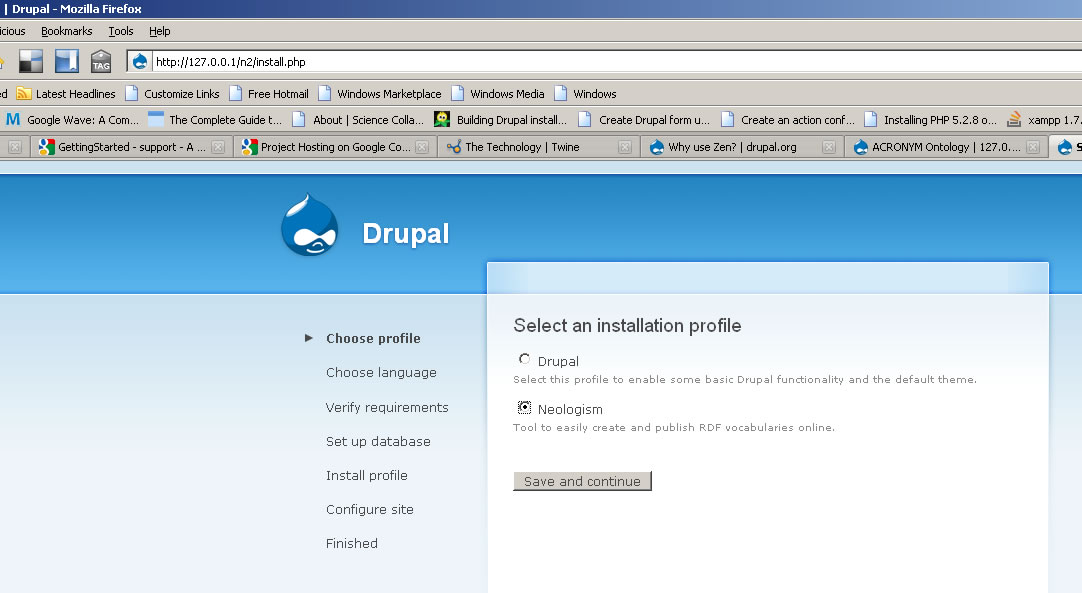 | Drupal - Mozilla Firefox
icious Bookmarks Tools Help
TAG http://127.0.0.1/n2/install.php
ed Latest Headlines Customize Links Free Hotmail Windows Marketplace Windows Media Windows
M Google Wave: A Com... The Complete Guide t... About | Science Colla... Building Drupal install... Create Drupal form u... Create an action conf... Installing PHP 5.2.8 o... xampp 1.7.
GettingStarted - support - A ... Project Hosting on Google Co... The Technology | Twine Why use Zen? | drupal.org ACRONYM Ontology | 127.0.... S
Drupal
Choose profile
Choose language
Verify requirements
Set up database
Install profile
Configure site
Finished
Select an installation profile
Drupal
Select this profile to enable some basic Drupal functionality and the default theme.
Neologism
Tool to easily create and publish RDF vocabularies online.
Save and continue